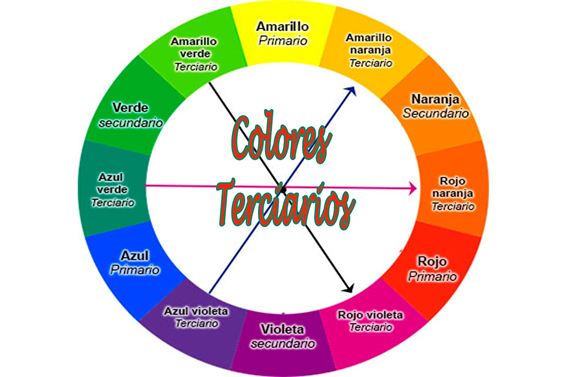 Amarillo
Primario
Amarillo
naranja
Terciario
Naranja
Secundario
Rojo
naranja
Terciario
Rojo
Primario
Rojo violeta
Terciario
Violeta
secundario
Azul violeta
Terciario
Azul
Primario
Azul
verde
Terciario
Verde
secundario
Amarillo
verde
Terciario
Colores
Terciarios